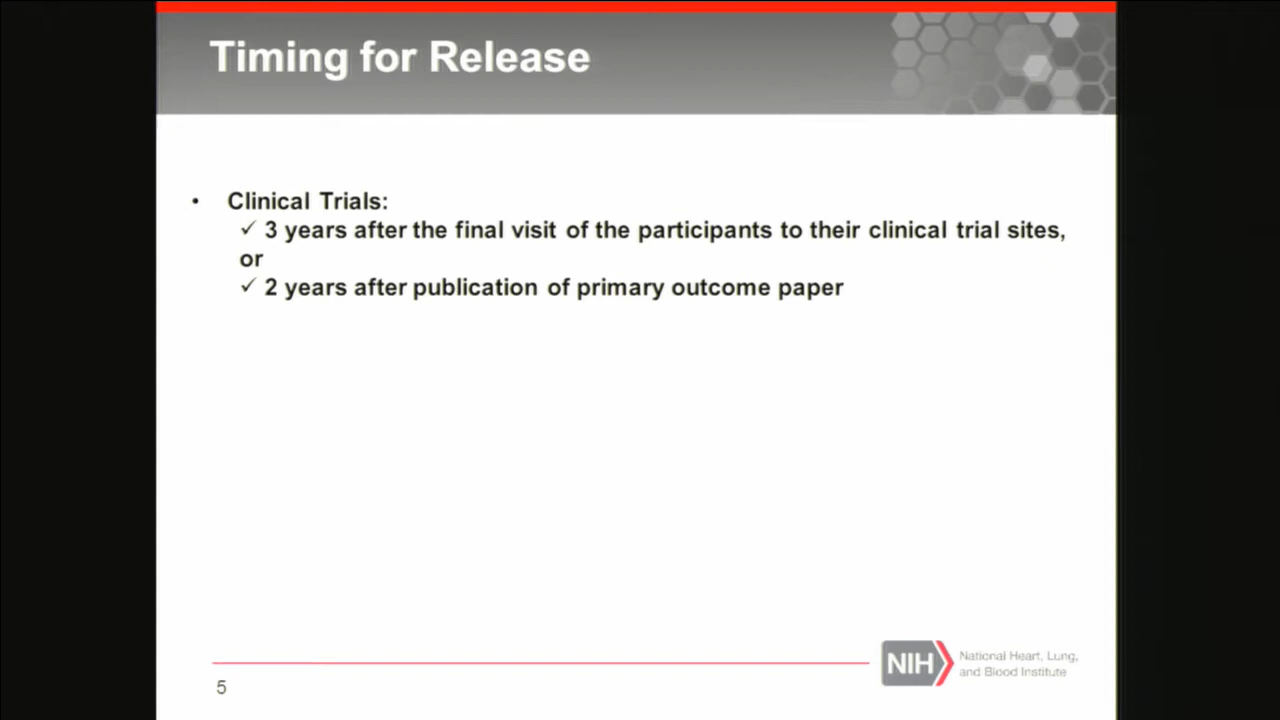 Timing for Release
• Clinical Trials:
✓ 3 years after the final visit of the participants to their clinical trial sites,
or
✓ 2 years after publication of primary outcome paper
NIH
National Heart, Lung,
and Blood Institute
5